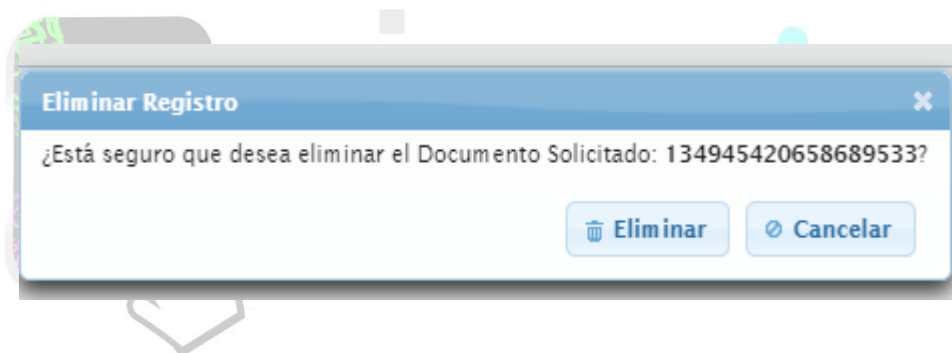 Eliminar Registro
¿Está seguro que desea eliminar el Documento Solicitado: 134945420658689533?
Eliminar
Cancelar